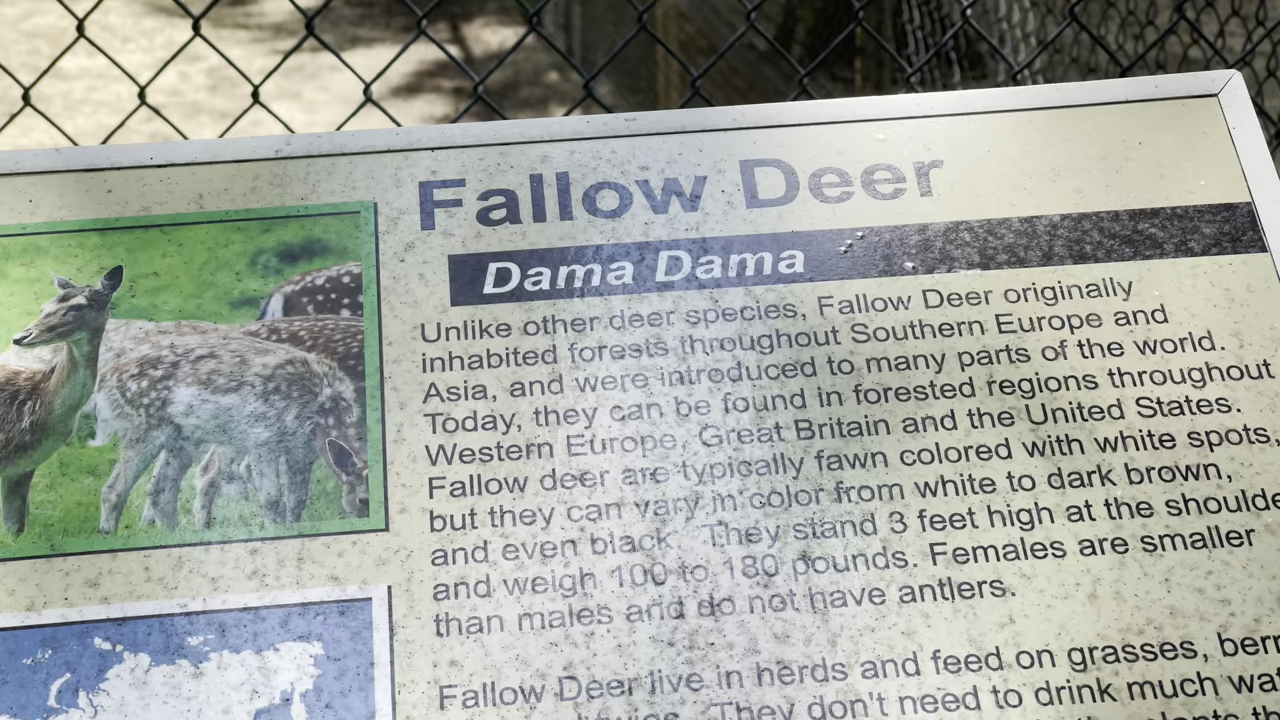 Fallow Deer
Dama Dama
Unlike other deer species, Fallow Deer originally
inhabited forests throughout Southern Europe and
Asia, and were introduced to many parts of the world.
Today, they can be found in forested regions throughout
Western Europe, Great Britain and the United States.
Fallow deer are typically fawn colored with white spots,
but they can vary in color from white to dark brown,
and even black. They stand 3 feet high at the shoulde
and weigh 100 to 180 pounds. Females are smaller
than males and do not have antlers.
Fallow Deer live in herds and feed on grasses, berr
twigs. They don't need to drink much wat